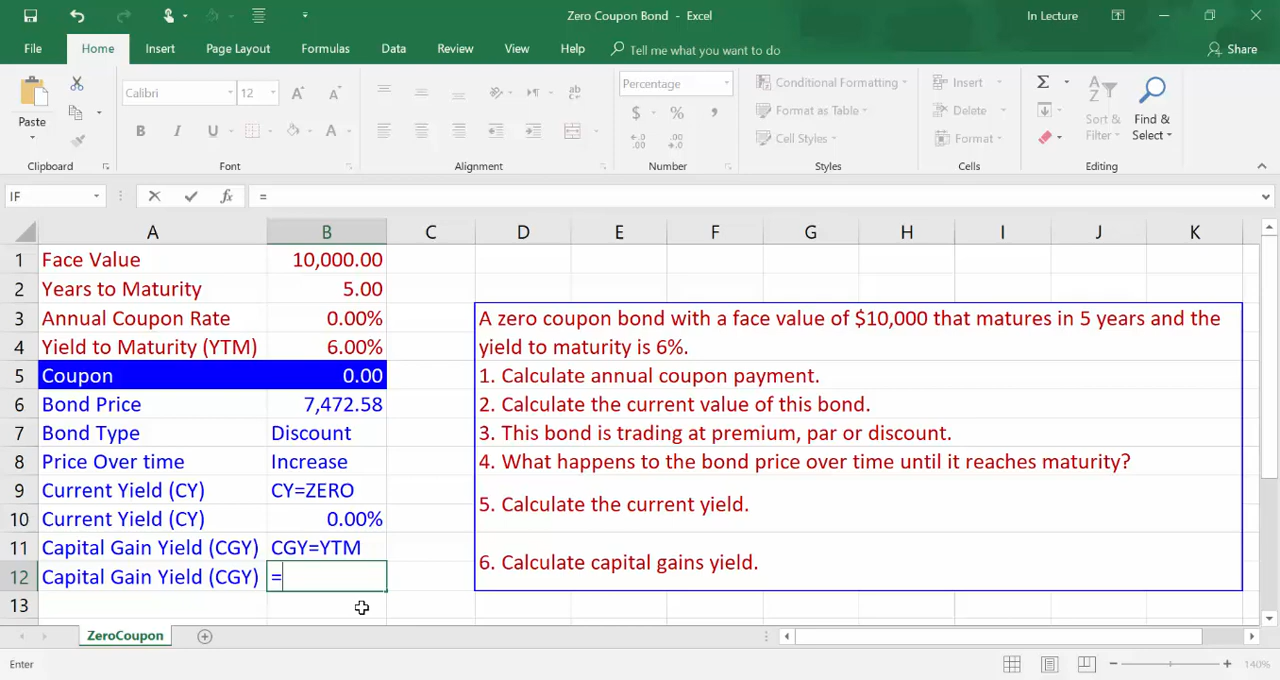 Zero Coupon Bond - Excel
In Lecture
File Home Insert Page Layout Formulas Data Review View Help Tell me what you want to do Share
Paste
Calibri 12 A A
B I U A
ab
Percentage
$ % ,
.0 .00
.00 .0
Conditional Formatting
Format as Table
Cell Styles
Insert
Delete
Format
Σ
Sort & Filter
Find & Select
Clipboard Font Alignment Number Styles Cells Editing
IF fx =
A B C D E F G H I J K
1 Face Value 10,000.00
2 Years to Maturity 5.00
3 Annual Coupon Rate 0.00% A zero coupon bond with a face value of $10,000 that matures in 5 years and the
4 Yield to Maturity (YTM) 6.00% yield to maturity is 6%.
5 Coupon 0.00 1. Calculate annual coupon payment.
6 Bond Price 7,472.58 2. Calculate the current value of this bond.
7 Bond Type Discount 3. This bond is trading at premium, par or discount.
8 Price Over time Increase 4. What happens to the bond price over time until it reaches maturity?
9 Current Yield (CY) CY=ZERO
5. Calculate the current yield.
10 Current Yield (CY) 0.00%
11 Capital Gain Yield (CGY) CGY=YTM
6. Calculate capital gains yield.
12 Capital Gain Yield (CGY) =
13
ZeroCoupon
Enter 140%